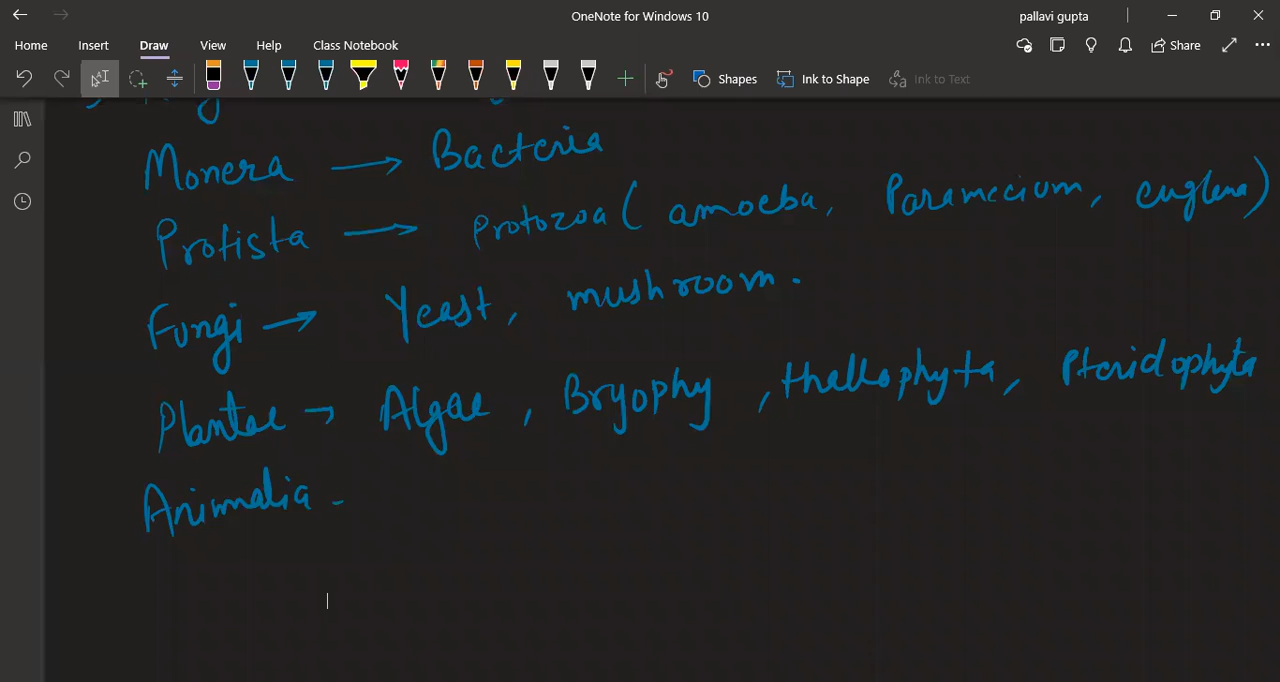 OneNote for Windows 10
pallavi gupta
Home Insert Draw View Help Class Notebook Share
Shapes Ink to Shape Ink to Text
Monera → Bacteria
Protista → Protozoa ( amoeba, Paramecium, euglena)
Fungi → Yeast, mushroom.
Plantae → Algae, Bryophy, thallophyta, Pteridophyta
Animalia -